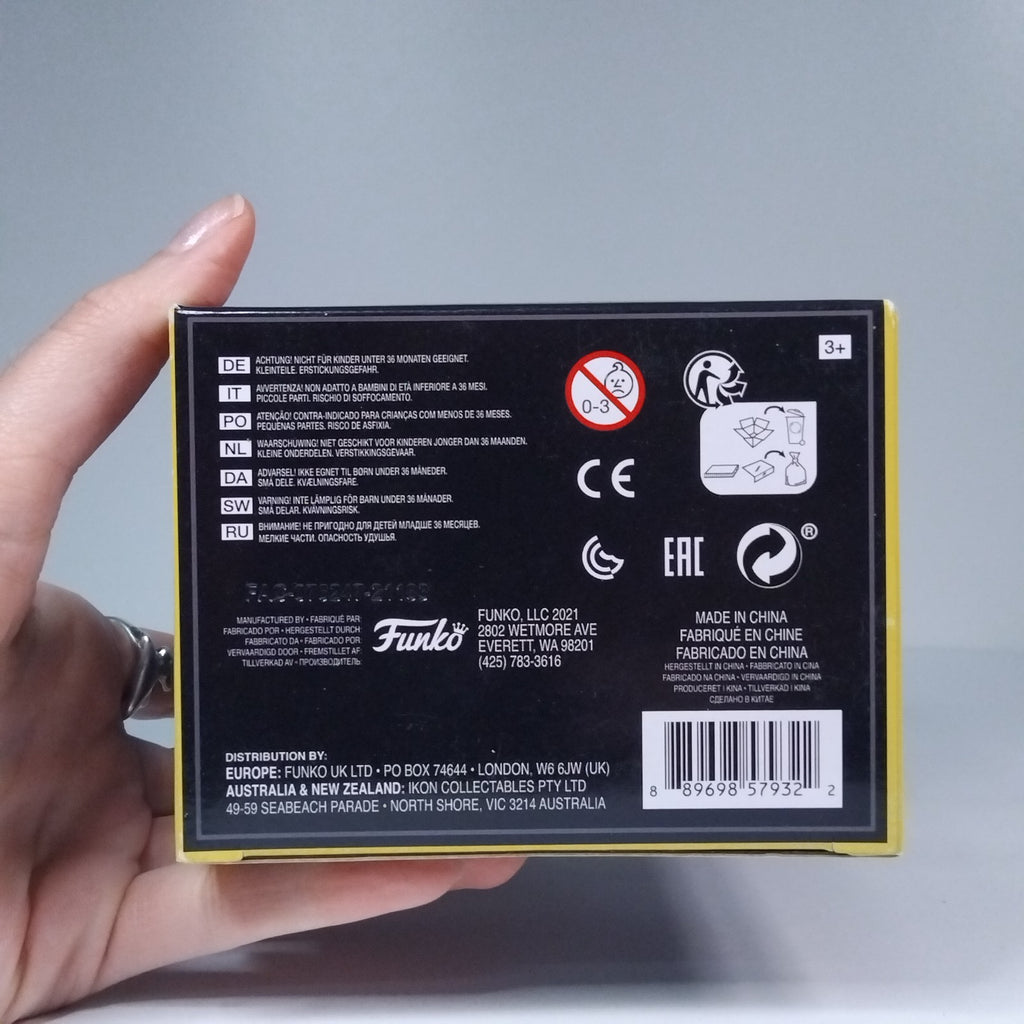 DE ACHTUNG! NICHT FÜR KINDER UNTER 36 MONATEN GEEIGNET.
KLEINTEILE. ERSTICKUNGSGEFAHR.
IT AVVERTENZA! NON ADATTO A BAMBINI DI ETÀ INFERIORE A 36 MESI.
PICCOLE PARTI. RISCHIO DI SOFFOCAMENTO.
PO ATENÇÃO! CONTRA-INDICADO PARA CRIANÇAS COM MENOS DE 36 MESES.
PEQUENAS PARTES. RISCO DE ASFIXIA.
NL WAARSCHUWING! NIET GESCHIKT VOOR KINDEREN JONGER DAN 36 MAANDEN.
KLEINE ONDERDELEN. VERSTIKKINGSGEVAAR.
DA ADVARSEL! IKKE EGNET TIL BØRN UNDER 36 MÅNEDER.
SMÅ DELE. KVÆLNINGSFARE.
SW VARNING! INTE LÄMPLIG FÖR BARN UNDER 36 MÅNADER.
SMÅ DELAR. KVÄVNINGSRISK.
RU ВНИМАНИЕ! НЕ ПРИГОДНО ДЛЯ ДЕТЕЙ МЛАДШЕ 36 МЕСЯЦЕВ.
МЕЛКИЕ ЧАСТИ. ОПАСНОСТЬ УДУШЬЯ.
0-3
3+
CE
EAC
®
MANUFACTURED BY • FABRIQUÉ PAR:
FABRICADO POR • HERGESTELLT DURCH:
FABBRICATO DA • FABRICADO POR:
VERVAARDIGD DOOR • FREMSTILLET AF:
TILLVERKAD AV • ПРОИЗВОДИТЕЛЬ:
Funko
FUNKO, LLC 2021
2802 WETMORE AVE
EVERETT, WA 98201
(425) 783-3616
MADE IN CHINA
FABRIQUÉ EN CHINE
FABRICADO EN CHINA
HERGESTELLT IN CHINA • FABBRICATO IN CINA
FABRICADO NA CHINA • VERVAARDIGD IN CHINA
PRODUCERET I KINA • TILLVERKAD I KINA
СДЕЛАНО В КИТАЕ
DISTRIBUTION BY:
EUROPE: FUNKO UK LTD • PO BOX 74644 • LONDON, W6 6JW (UK)
AUSTRALIA & NEW ZEALAND: IKON COLLECTABLES PTY LTD
49-59 SEABEACH PARADE • NORTH SHORE, VIC 3214 AUSTRALIA
8 89698 57932 2